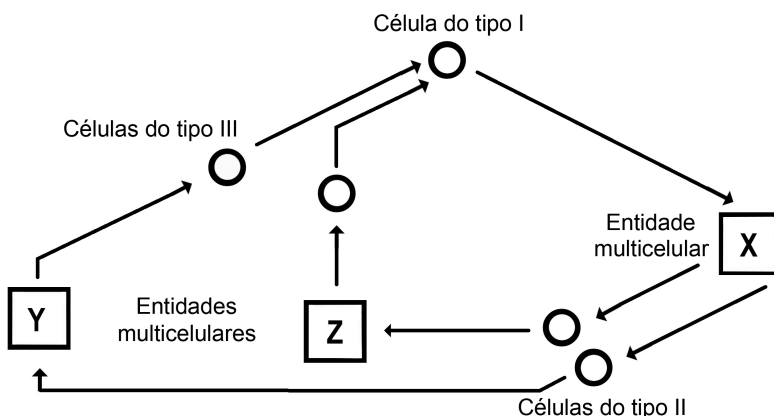 Célula do tipo I
Células do tipo III
Entidade
multicelular
X
Y
Entidades
multicelulares
Z
Células do tipo II